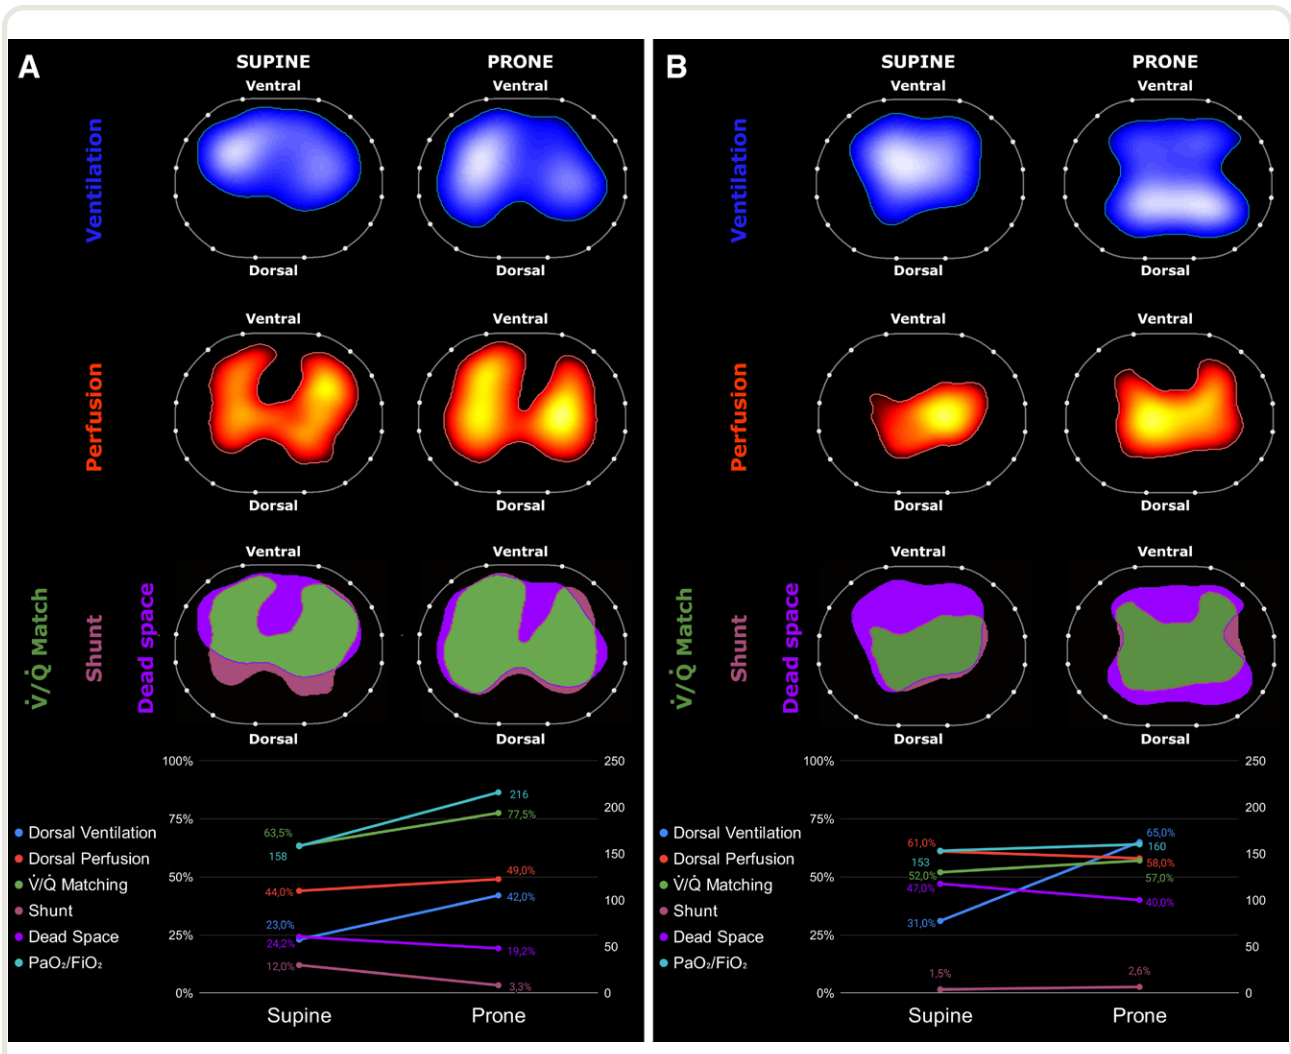 A
SUPINE
PRONE
Ventral
Ventral
Ventilation
Dorsal
Dorsal
Ventral
Ventral
Perfusion
Dorsal
Dorsal
Ventral
Ventral
V̇/Q̇ Match
Shunt
Dead space
Dorsal
Dorsal
100%
75%
50%
25%
0%
250
200
150
100
50
0
Dorsal Ventilation
Dorsal Perfusion
V̇/Q̇ Matching
Shunt
Dead Space
PaO₂/FiO₂
63,5%
158
44,0%
23,0%
24,2%
12,0%
216
77,5%
49,0%
42,0%
19,2%
3,3%
Supine
Prone
B
SUPINE
PRONE
Ventral
Ventral
Ventilation
Dorsal
Dorsal
Ventral
Ventral
Perfusion
Dorsal
Dorsal
Ventral
Ventral
V̇/Q̇ Match
Shunt
Dead space
Dorsal
Dorsal
100%
75%
50%
25%
0%
250
200
150
100
50
0
Dorsal Ventilation
Dorsal Perfusion
V̇/Q̇ Matching
Shunt
Dead Space
PaO₂/FiO₂
61,0%
153
52,0%
47,0%
31,0%
1,5%
65,0%
160
58,0%
57,0%
40,0%
2,6%
Supine
Prone